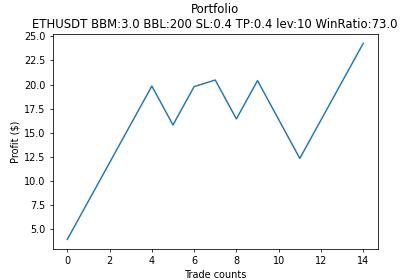 Portfolio
ETHUSDT BBM:3.0 BBL:200 SL:0.4 TP:0.4 lev:10 WinRatio:73.0
25.0
22.5
20.0
17.5
15.0
12.5
10.0
7.5
5.0
Profit ($)
0 2 4 6 8 10 12 14
Trade counts